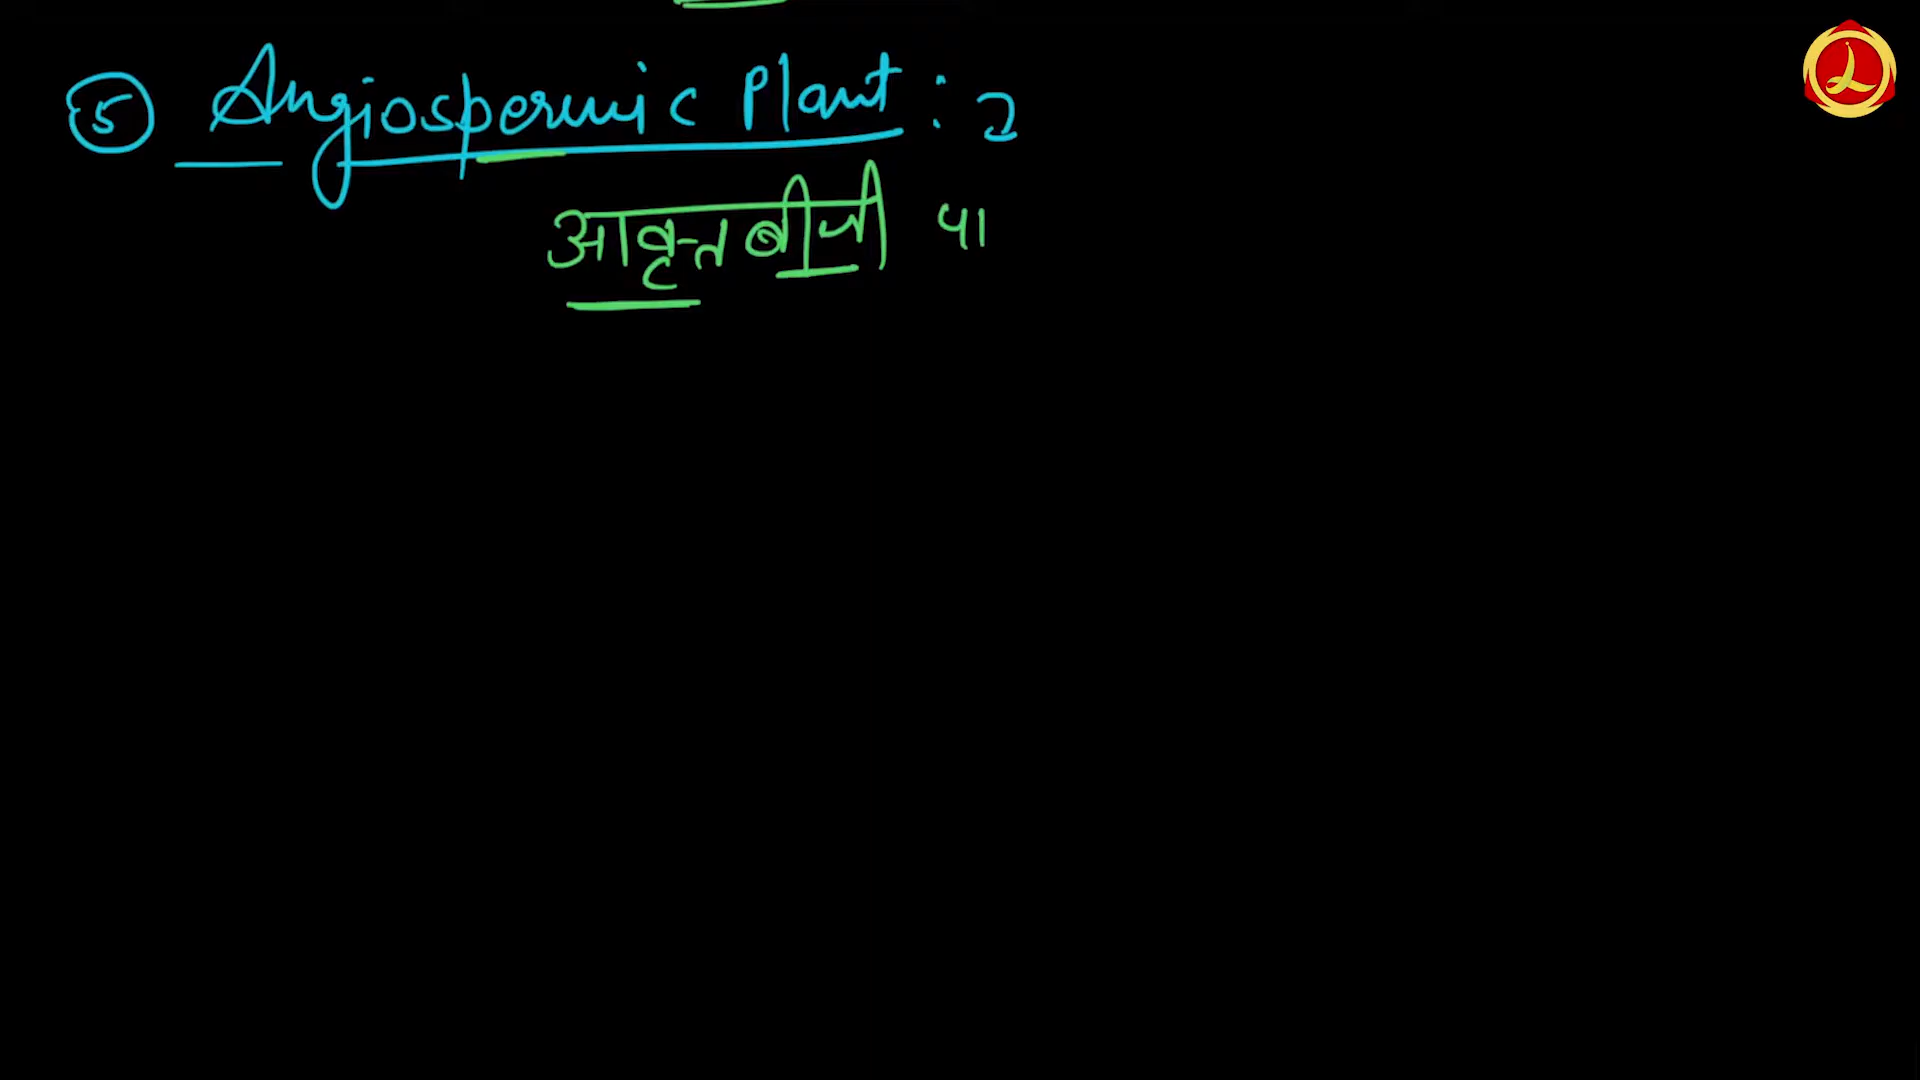 ⑤ Angiospermic Plant :-
आवृतबीजी पा